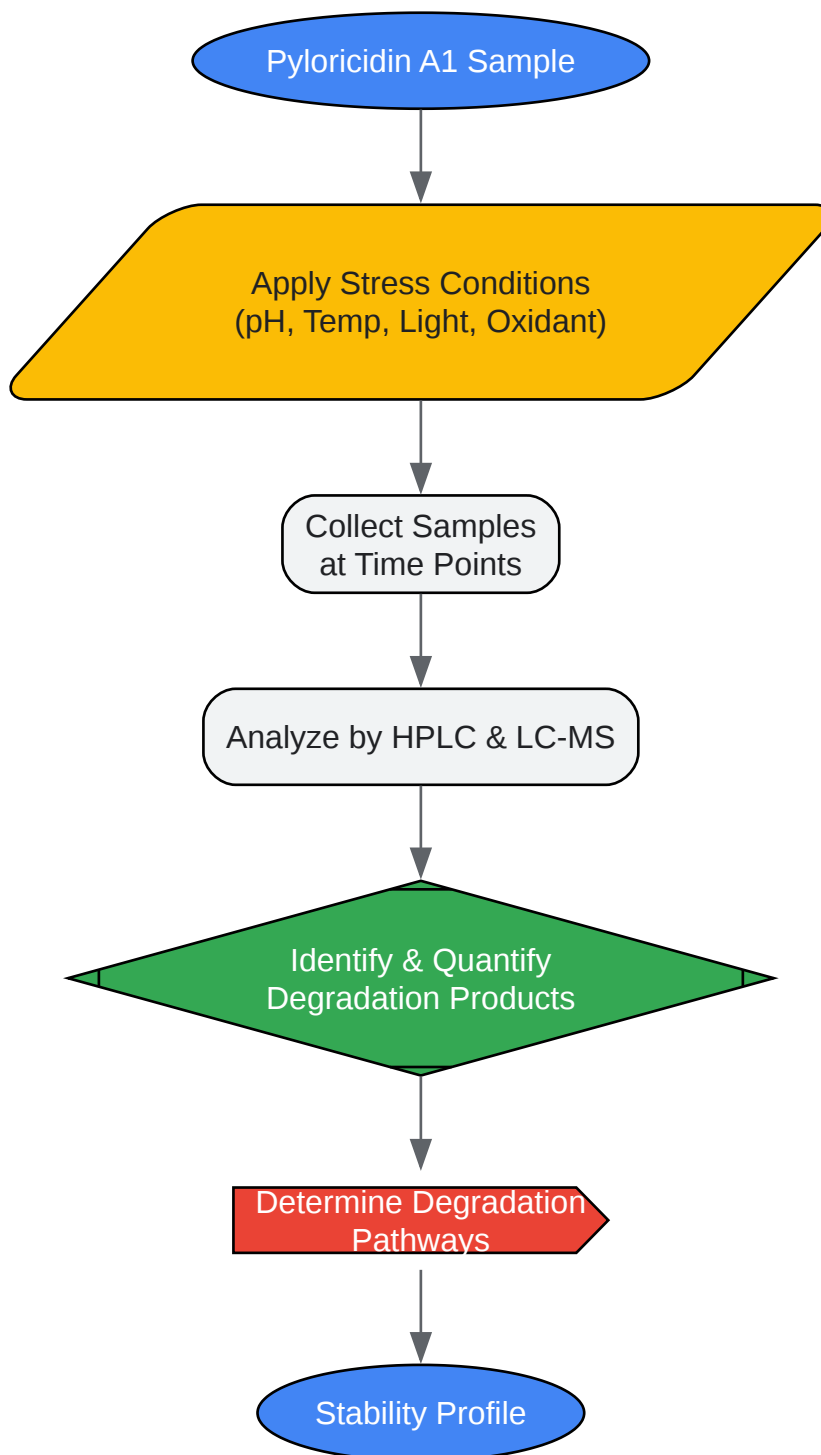 Pyloricidin A1 Sample
Apply Stress Conditions
(pH, Temp, Light, Oxidant)
Collect Samples
at Time Points
Analyze by HPLC & LC-MS
Identify & Quantify
Degradation Products
Determine Degradation
Pathways
Stability Profile